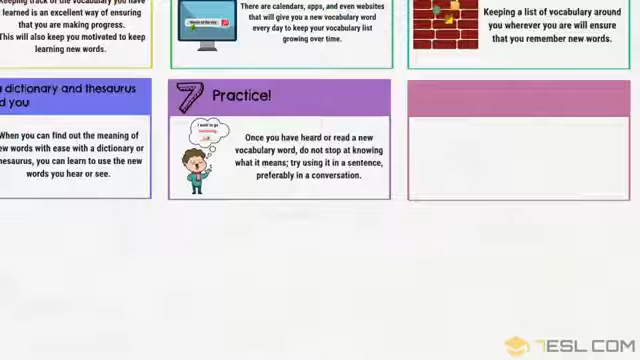 Keeping track of the vocabulary you have
learned is an excellent way of ensuring
that you are making progress.
This will also keep you motivated to keep
learning new words.
There are calendars, apps, and even websites
that will give you a new vocabulary word
every day to keep your vocabulary list
growing over time.
Keeping a list of vocabulary around
you wherever you are will ensure
that you remember new words.
dictionary and thesaurus
d you
When you can find out the meaning of
ew words with ease with a dictionary or
hesaurus, you can learn to use the new
words you hear or see.
7 Practice!
I want to go
Once you have heard or read a new
vocabulary word, do not stop at knowing
what it means; try using it in a sentence,
preferably in a conversation.
7ESL.COM